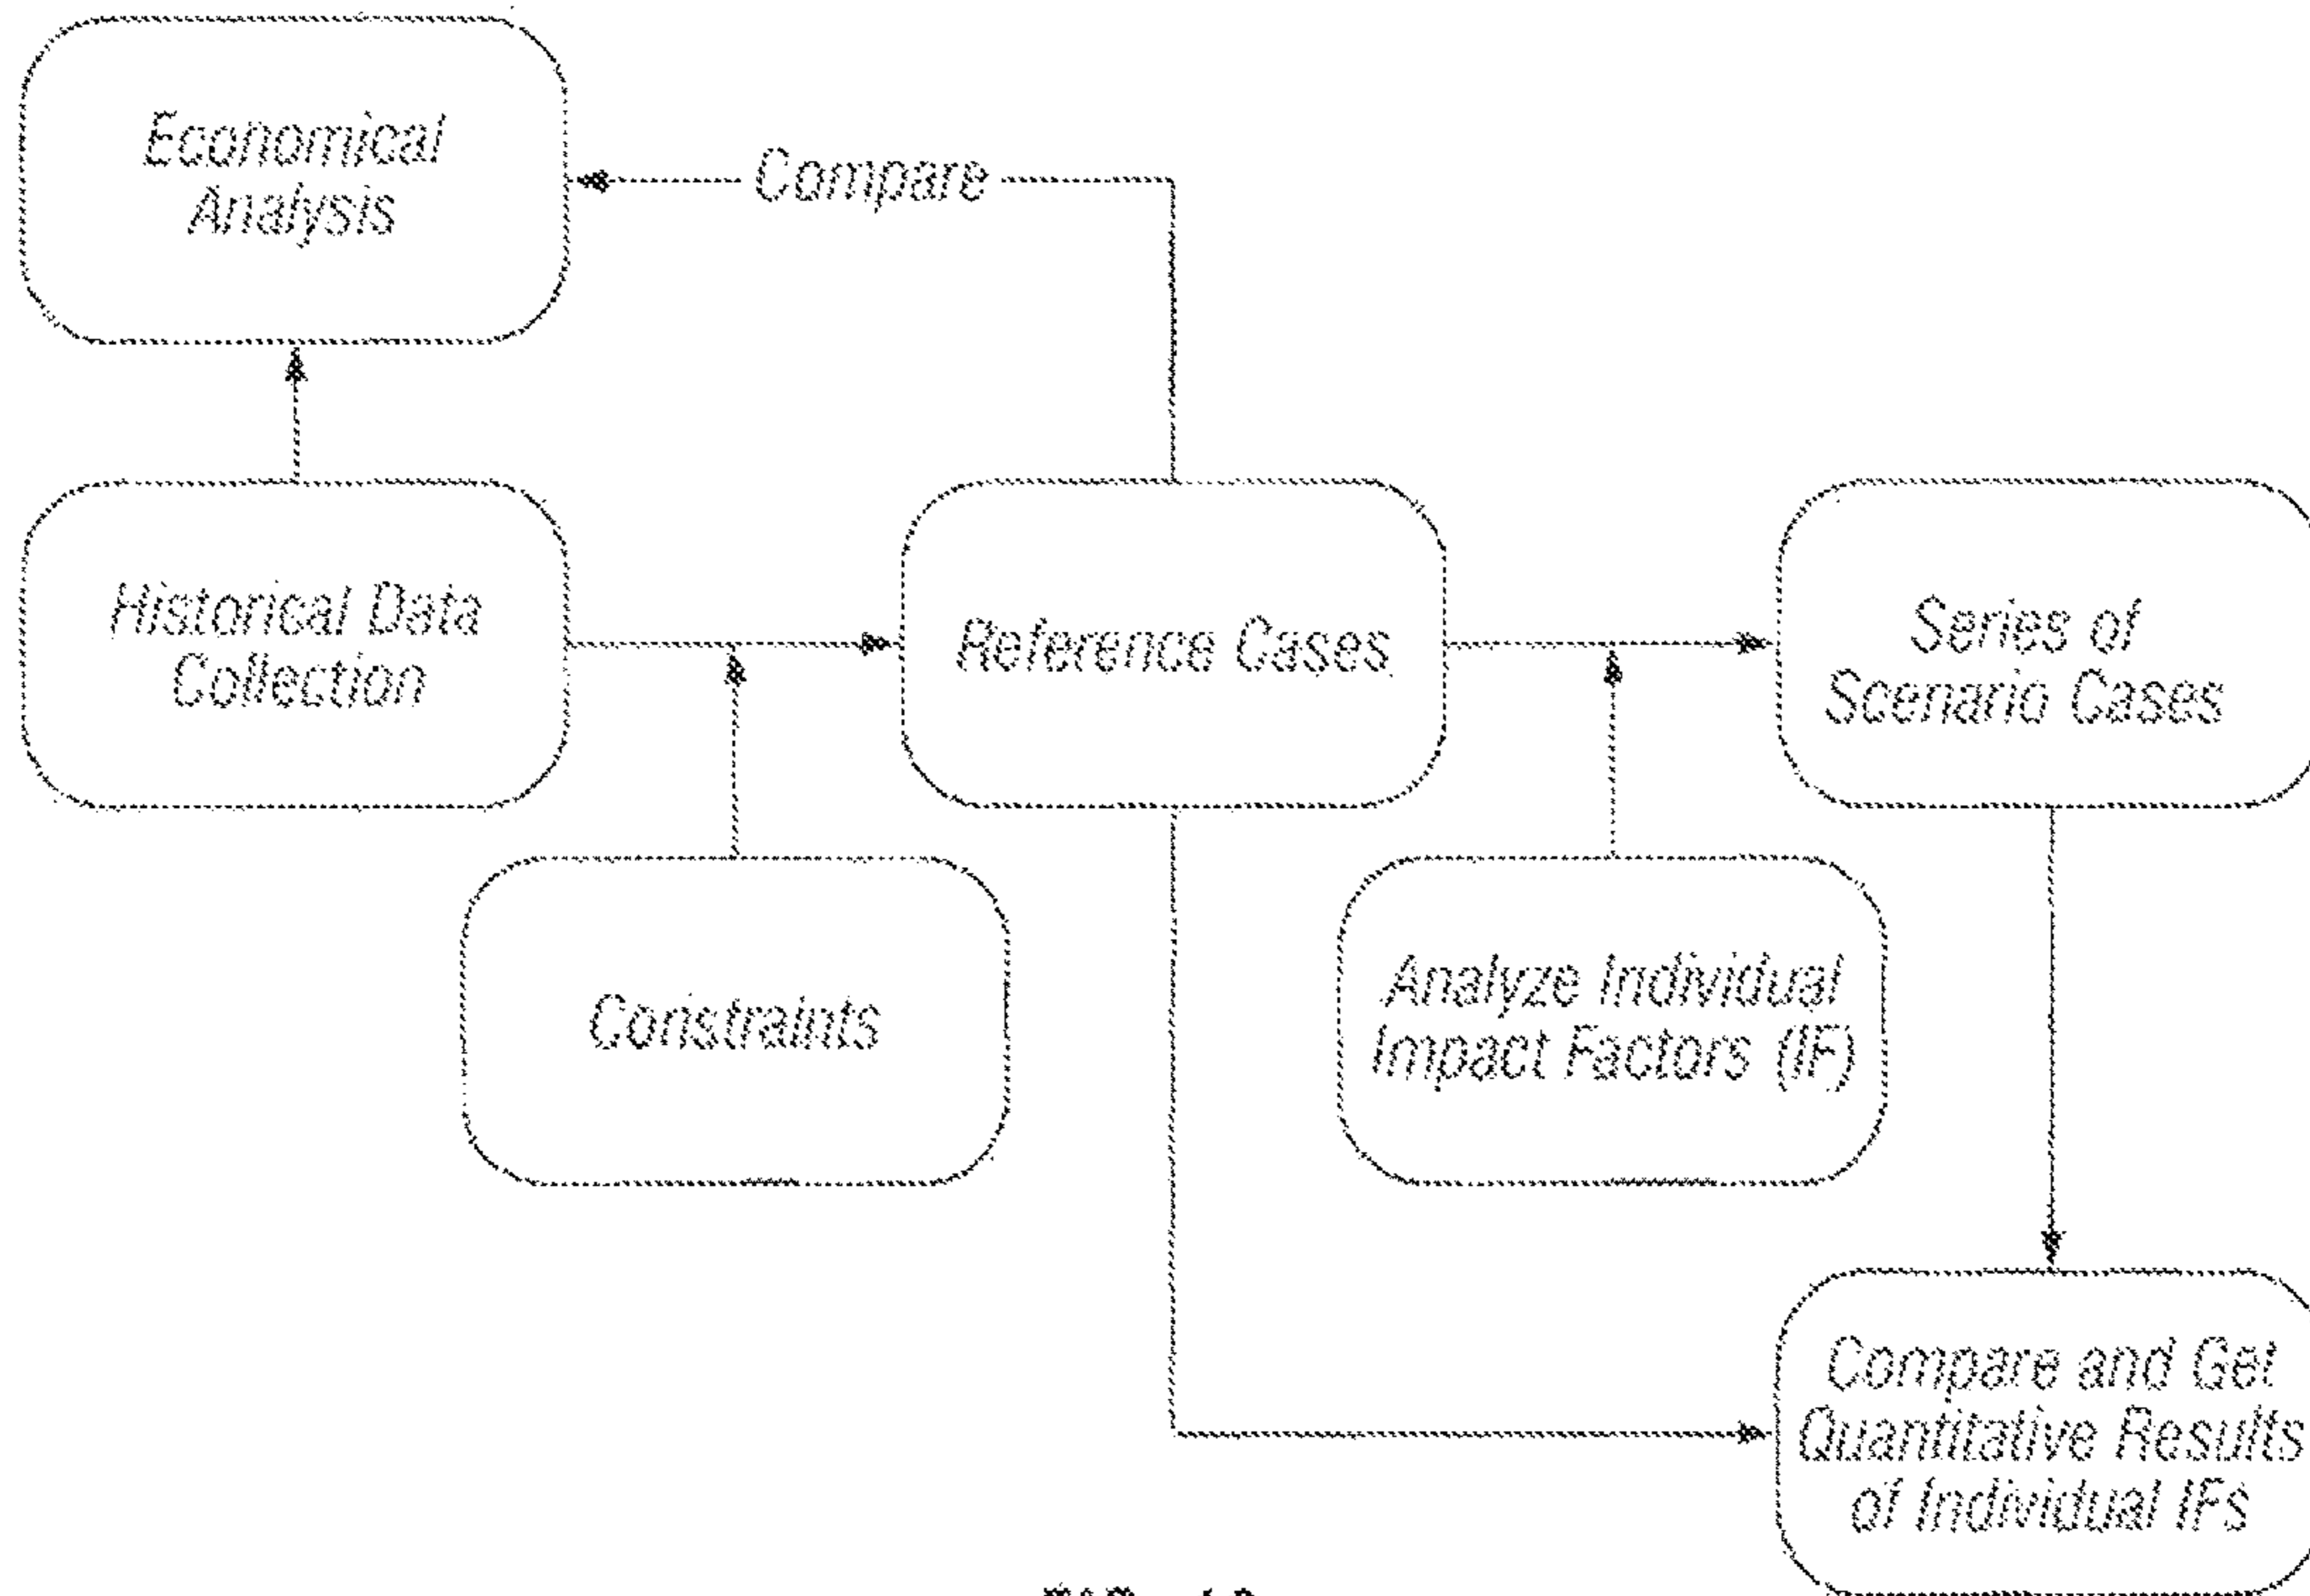 Economical
Analysis
Compare
Historical Data
Collection
Reference Cases
Series of
Scenario Cases
Constraints
Analyze Individual
Impact Factors (IF)
Compare and Get
Quantitative Results
of Individual IFs